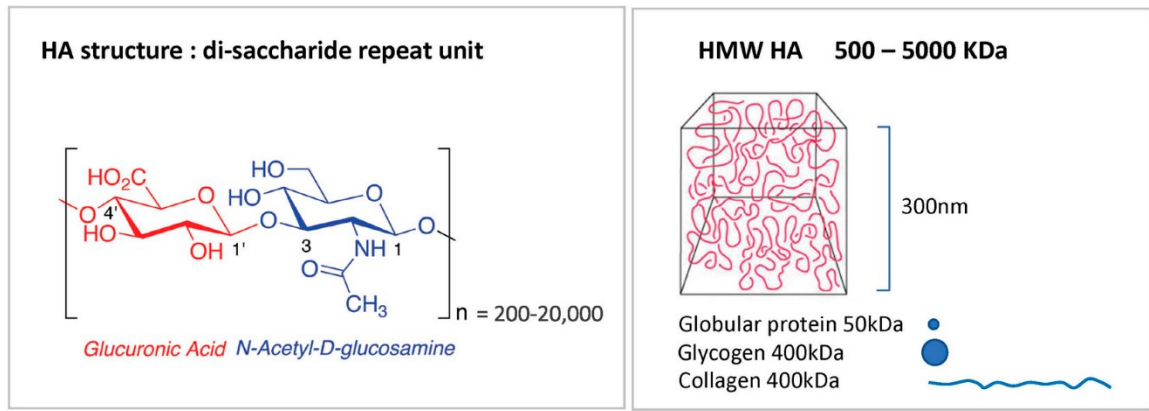 HA structure : di-saccharide repeat unit
HO₂C
O
O
4'
HO
OH
1'
O
HO
HO
O
3
NH
1
O
O
CH₃
n = 200-20,000
Glucuronic Acid N-Acetyl-D-glucosamine
HMW HA 500 – 5000 KDa
300nm
Globular protein 50kDa
Glycogen 400kDa
Collagen 400kDa